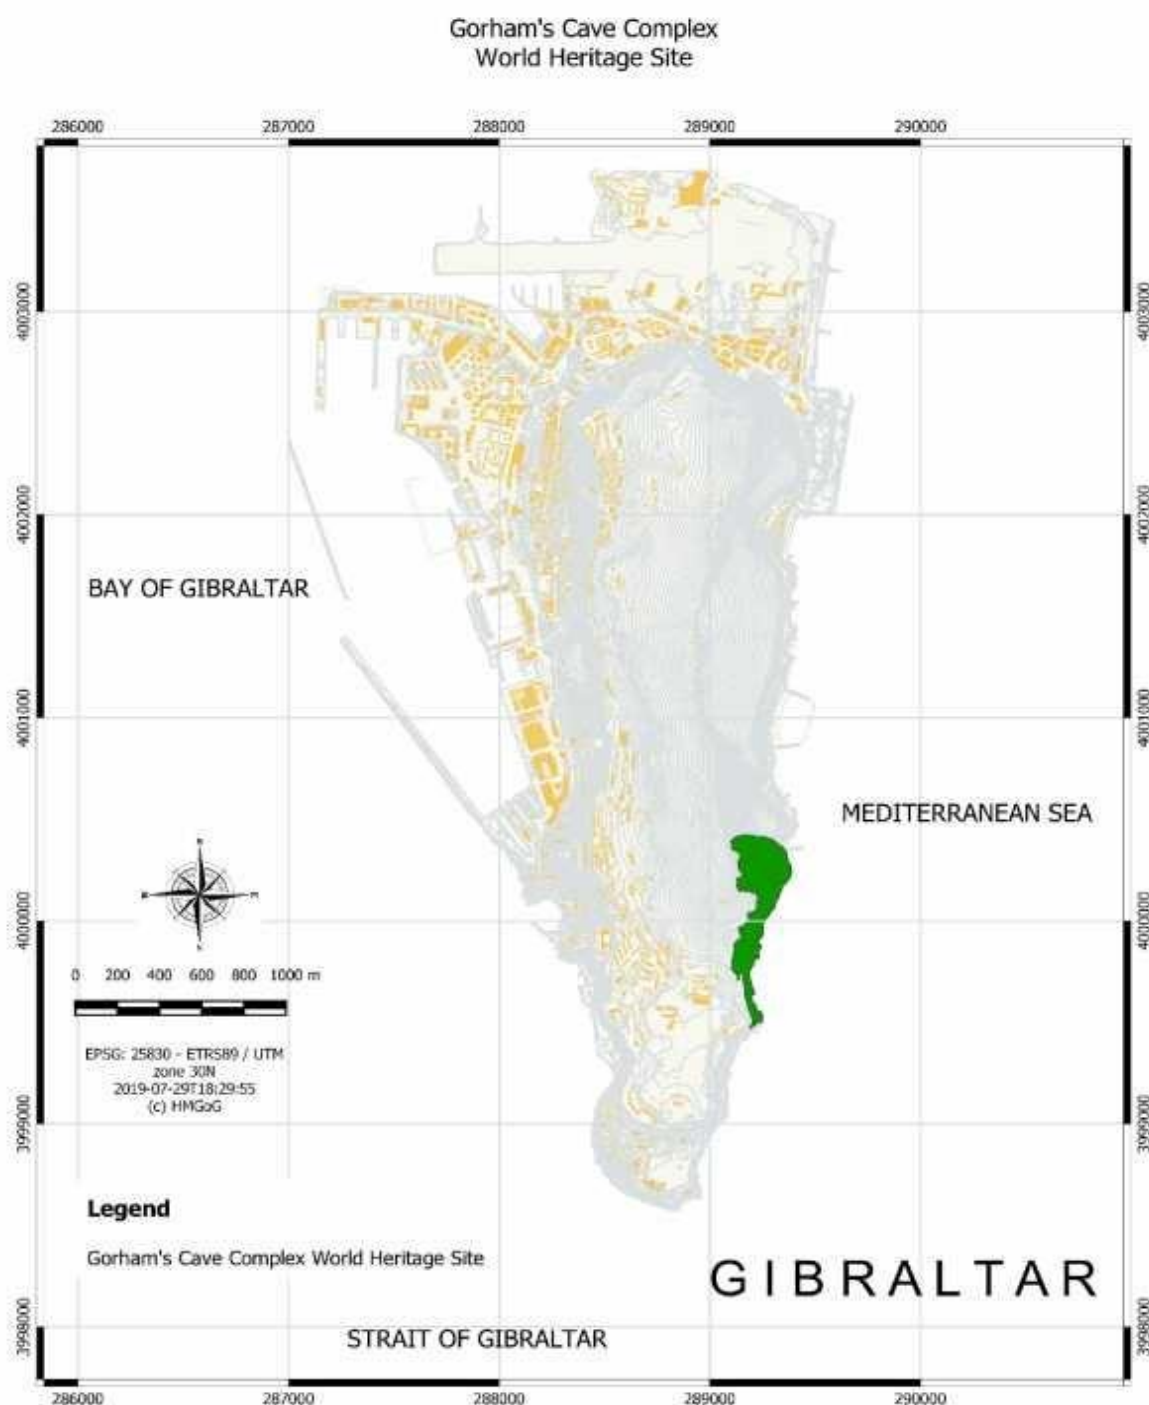 Gorham's Cave Complex
World Heritage Site
286000 287000 288000 289000 290000
4003000 4003000
4002000 4002000
BAY OF GIBRALTAR
4001000 4001000
MEDITERRANEAN SEA
N
4000000 4000000
S
0 200 400 600 800 1000 m
EPSG: 25830 - ETRS89 / UTM
zone 30N
2019-07-29T18:29:55
(c) HMGoG
3999000 3999000
Legend
Gorham's Cave Complex World Heritage Site
GIBRALTAR
3998000 3998000
STRAIT OF GIBRALTAR
286000 287000 288000 289000 290000